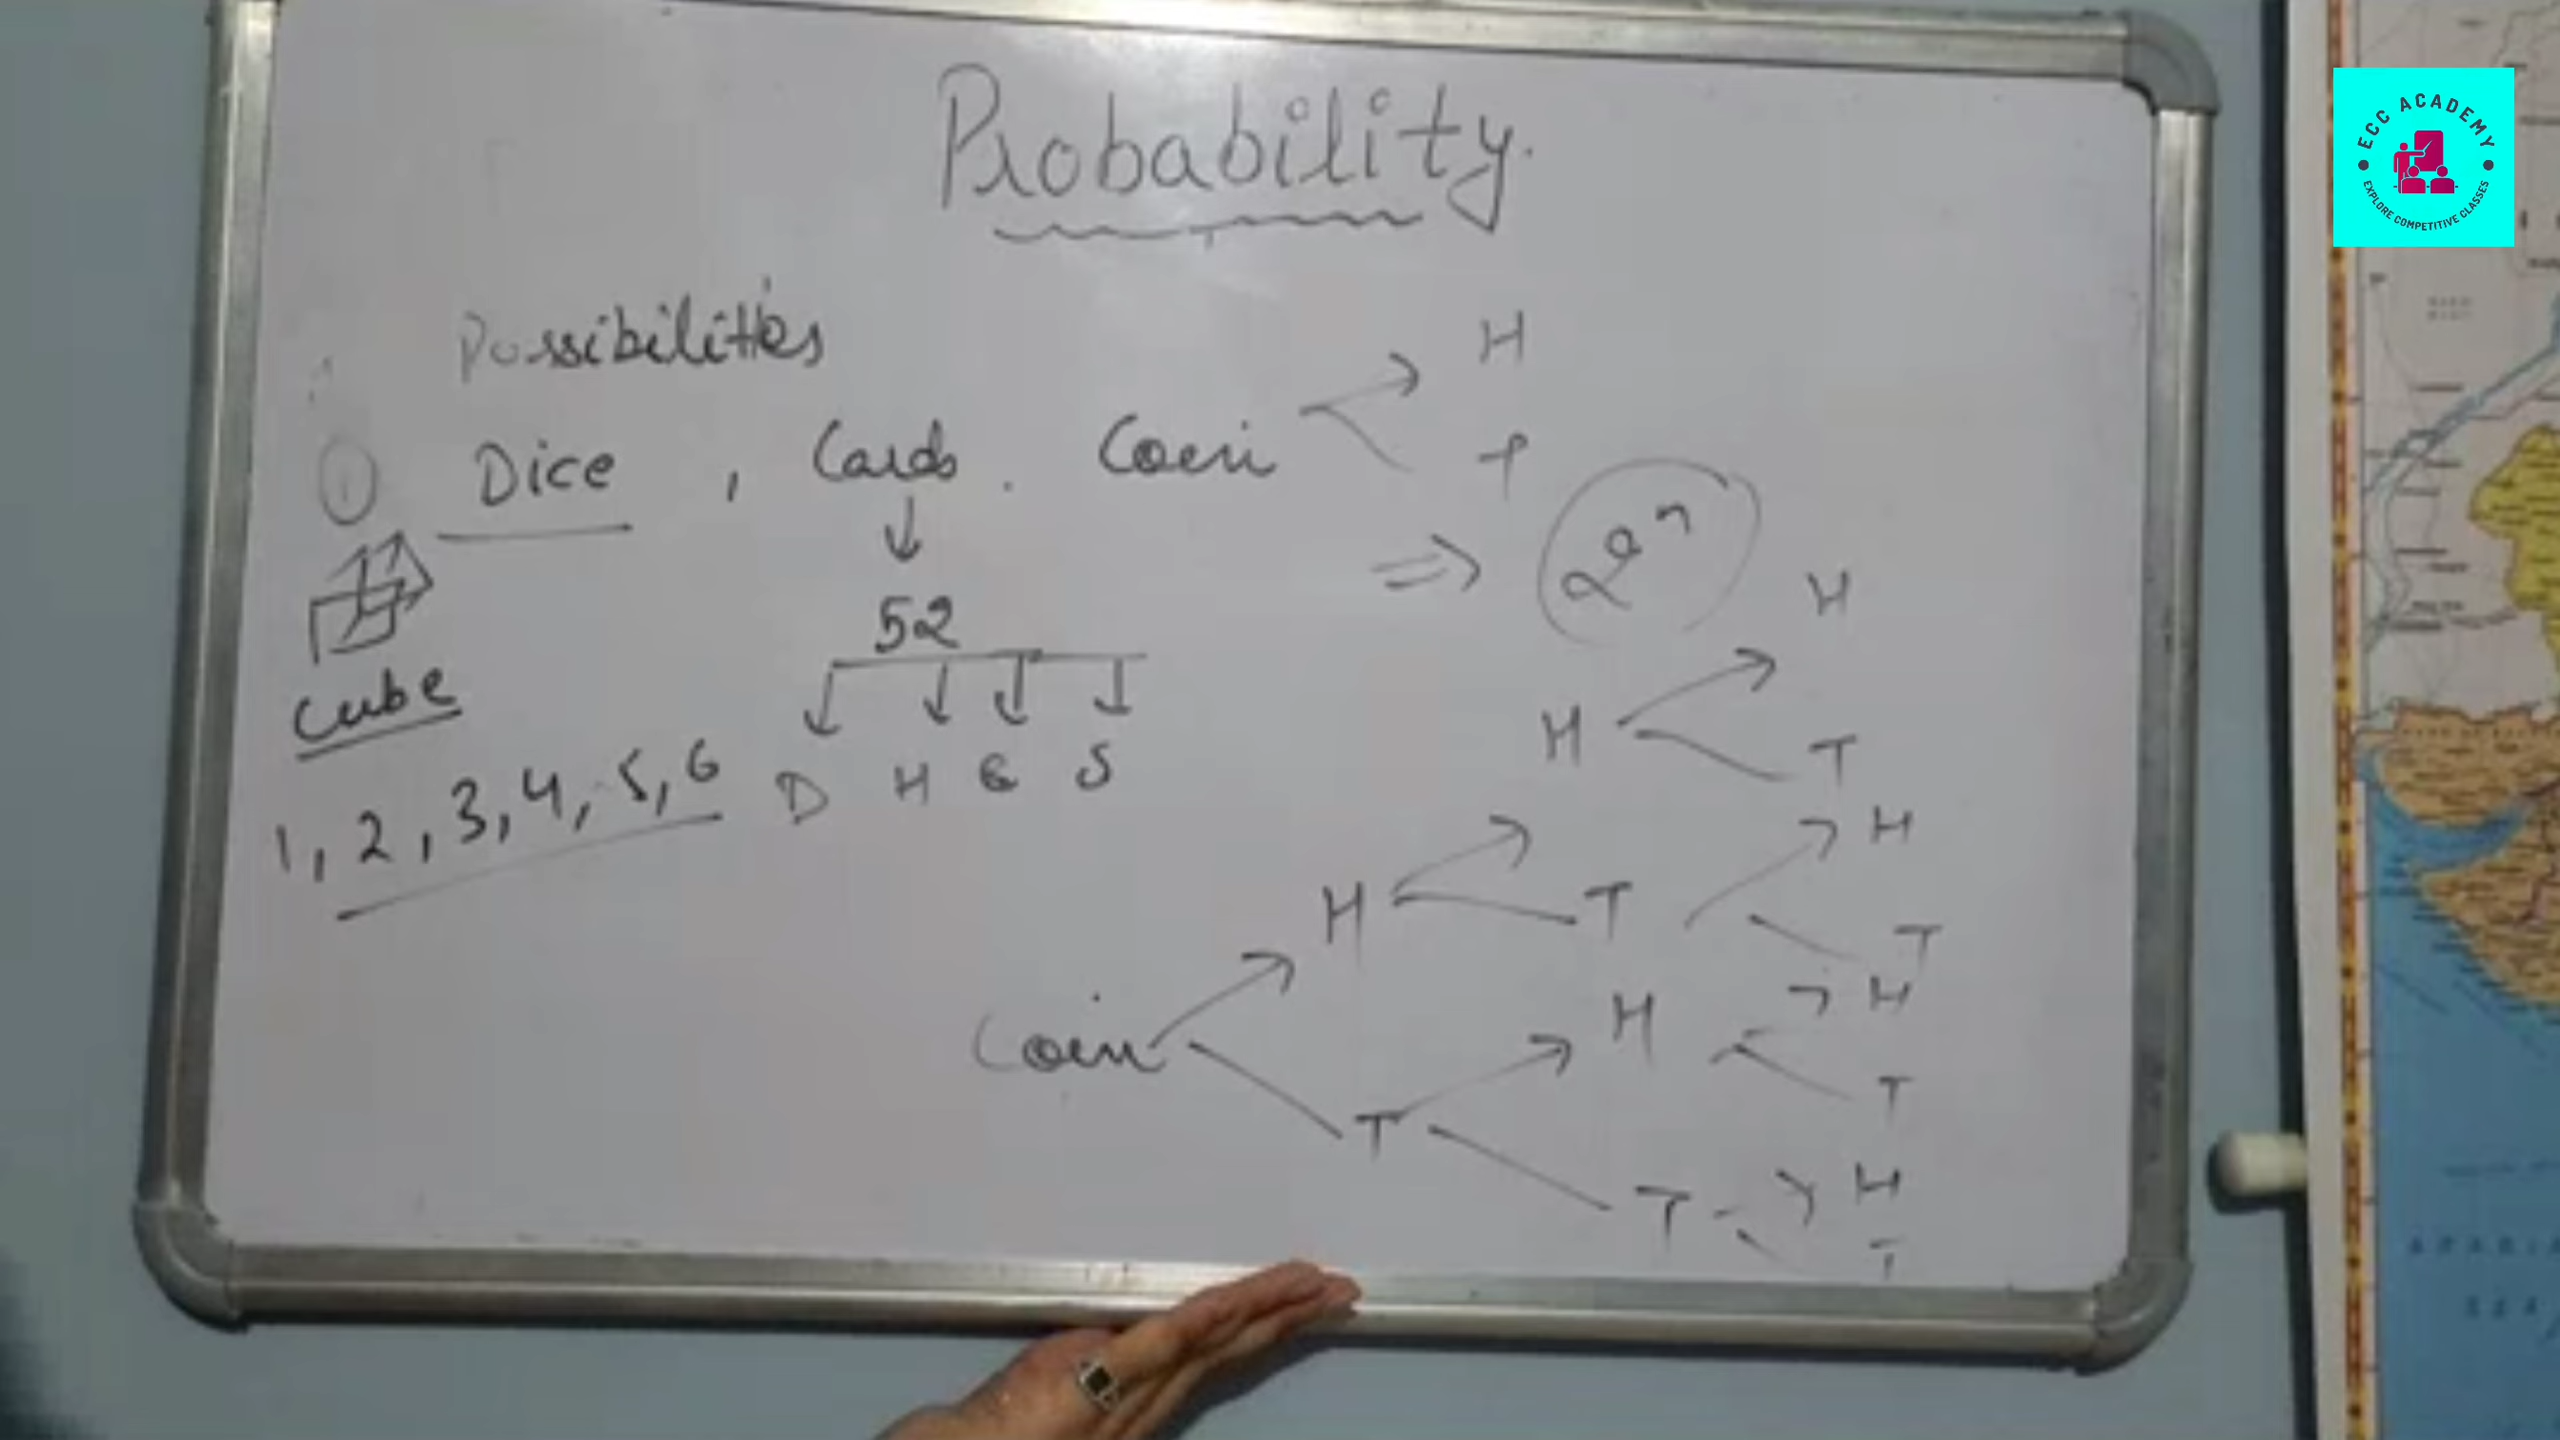 Probability.
Possibilities
① Dice , Cards . Coin
H
T
52
⇒ 2ⁿ
Cube
D H C S
1, 2, 3, 4, 5, 6
H
H
T
H
H T
T
Coin
H H
T
T
T H
T
ECC ACADEMY
EXPLORE COMPETITIVE CLASSES